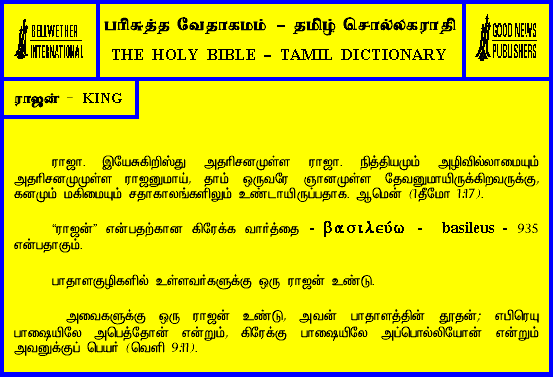 BELLWETHER
INTERNATIONAL
பரிசுத்த வேதாகமம் - தமிழ் சொல்லகராதி
THE HOLY BIBLE - TAMIL DICTIONARY
GOOD NEWS
PUBLISHERS
ராஜன் - KING
ராஜா. இயேசுகிறிஸ்து அதரிசனமுள்ள ராஜா. நித்தியமும் அழிவில்லாமையும்
அதரிசனமுமுள்ள ராஜனுமாய், தாம் ஒருவரே ஞானமுள்ள தேவனுமாயிருக்கிறவருக்கு,
கனமும் மகிமையும் சதாகாலங்களிலும் உண்டாயிருப்பதாக. ஆமென் (1தீமோ 1:17).
“ராஜன்” என்பதற்கான கிரேக்க வார்த்தை - βασιλεύω - basileus - 935
என்பதாகும்.
பாதாளகுழிகளில் உள்ளவர்களுக்கு ஒரு ராஜன் உண்டு.
அவைகளுக்கு ஒரு ராஜன் உண்டு, அவன் பாதாளத்தின் தூதன்; எபிரெயு
பாஷையிலே அபெத்தோன் என்றும், கிரேக்கு பாஷையிலே அப்பொல்லியோன் என்றும்
அவனுக்குப் பெயர் (வெளி 9:11).